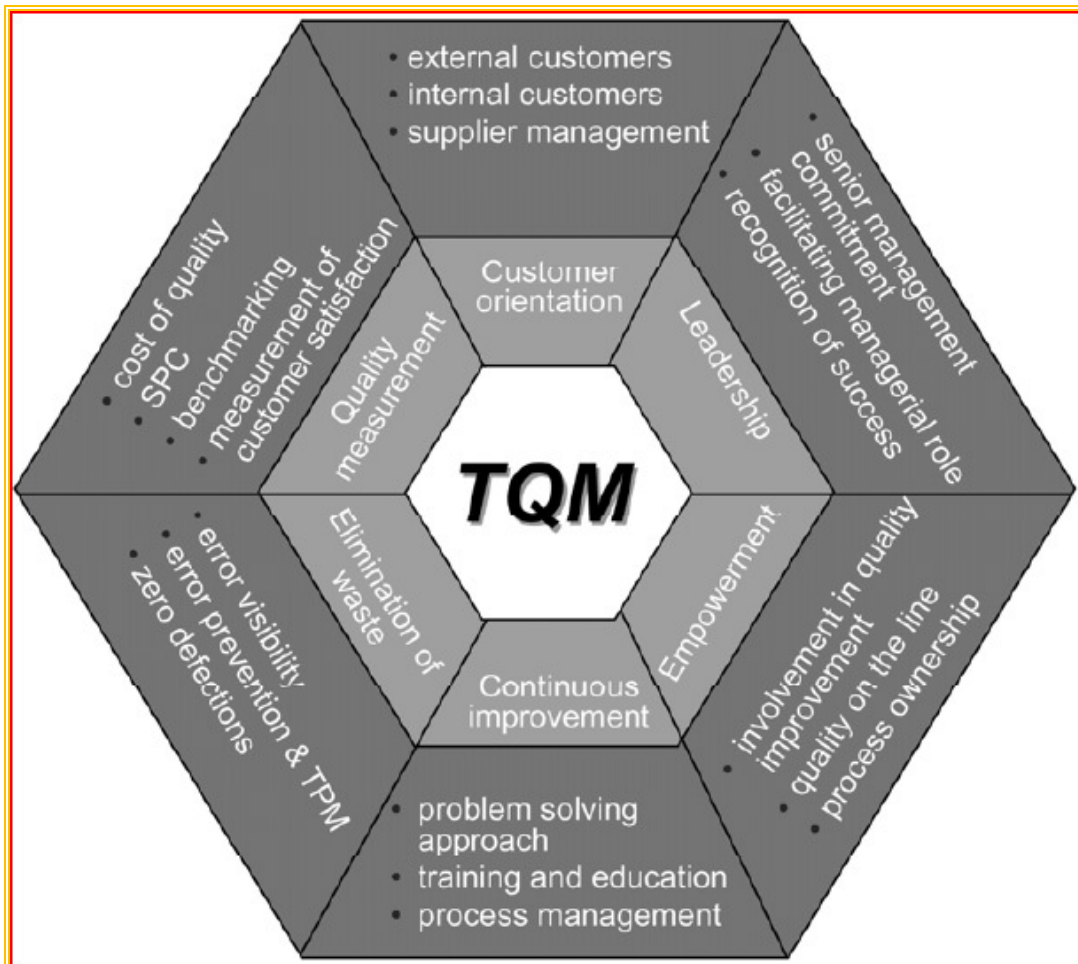 • external customers
• internal customers
• supplier management
Customer
orientation
• senior management
commitment
• facilitating managerial role
• recognition of success
Leadership
• involvement in quality
improvement
• quality on the line
• process ownership
Empowerment
Continuous
improvement
• problem solving
approach
• training and education
• process management
Elimination of
waste
• error visibility
• error prevention & TPM
• zero defections
Quality
measurement
• cost of quality
• SPC
• benchmarking
• measurement of
customer satisfaction
TQM